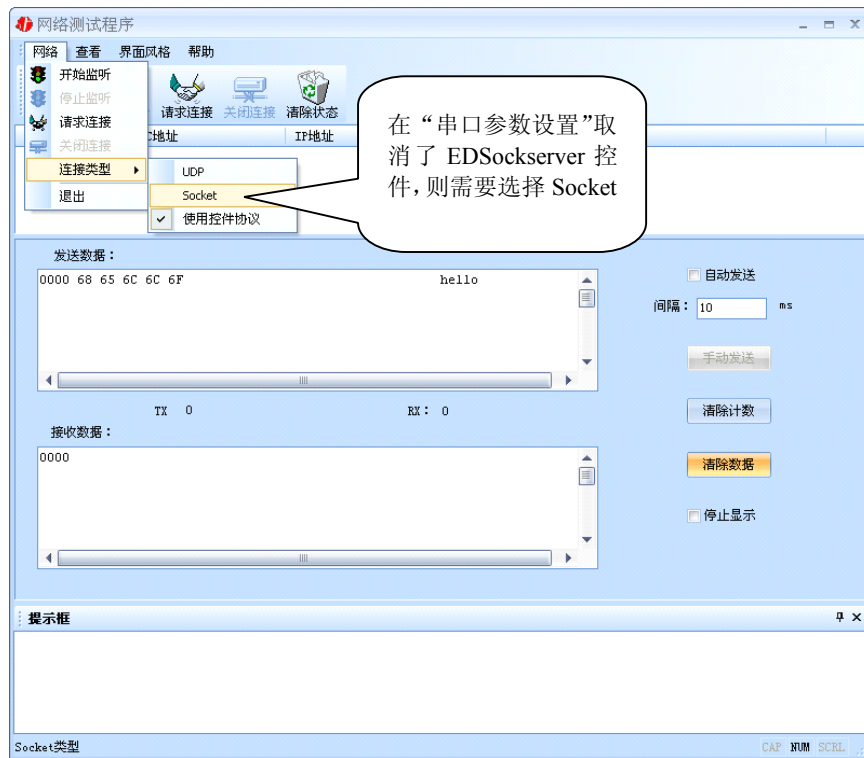 网络测试程序
网络 查看 界面风格 帮助
开始监听
停止监听
请求连接
关闭连接
连接类型
退出
UDP
Socket
使用控件协议
请求连接 关闭连接 清除状态
C地址 IP地址
在“串口参数设置”取
消了 EDSockserver 控
件，则需要选择 Socket
发送数据：
0000 68 65 6C 6C 6F hello
自动发送
间隔： 10 ms
手动发送
TX 0 RX： 0
清除计数
接收数据：
0000
清除数据
停止显示
提示框
Socket类型 CAP NUM SCRL